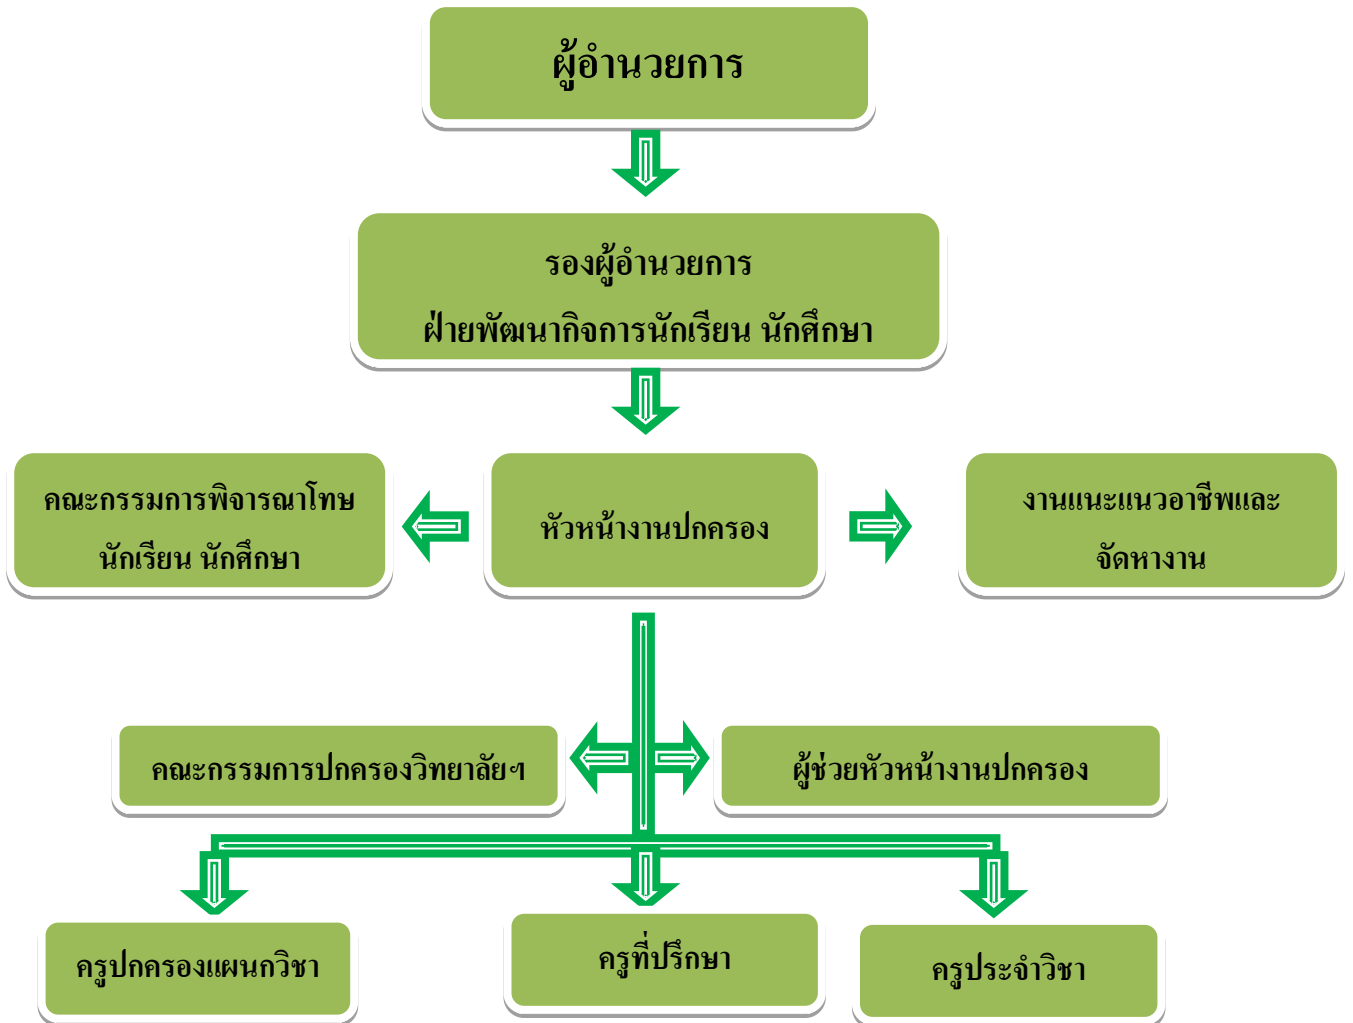 ผู้อำนวยการ
รองผู้อำนวยการ
ฝ่ายพัฒนากิจการนักเรียน นักศึกษา
คณะกรรมการพิจารณาโทษ
นักเรียน นักศึกษา
หัวหน้างานปกครอง
งานแนะแนวอาชีพและ
จัดหางาน
คณะกรรมการปกครองวิทยาลัยฯ
ผู้ช่วยหัวหน้างานปกครอง
ครูปกครองแผนกวิชา
ครูที่ปรึกษา
ครูประจำวิชา